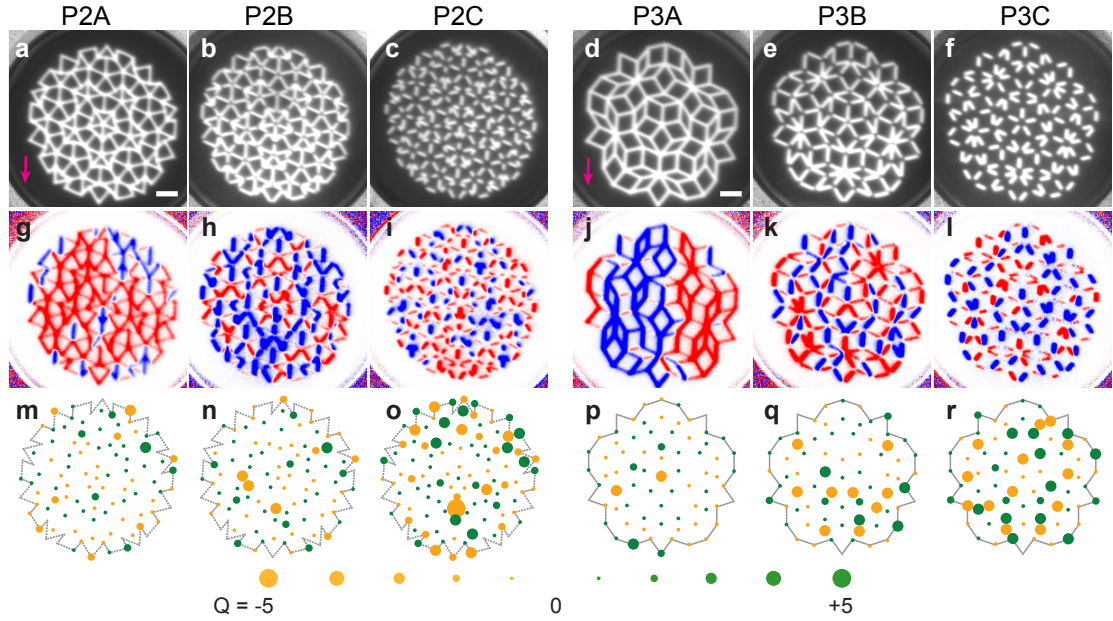 P2A P2B P2C P3A P3B P3C
a b c d e f
g h i j k l
m n o p q r
Q = -5 0 +5